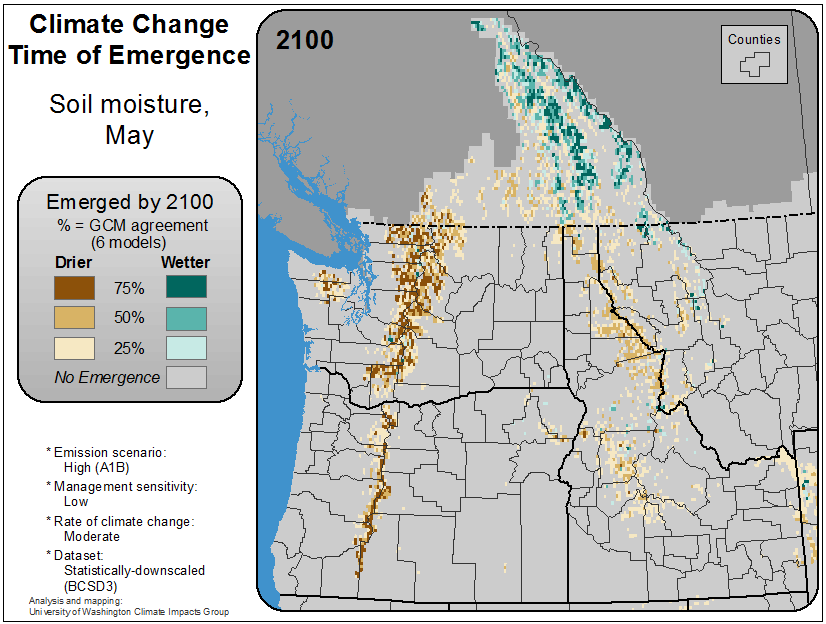 Climate Change
Time of Emergence
Soil moisture,
May
Emerged by 2100
% = GCM agreement
(6 models)
Drier Wetter
75%
50%
25%
No Emergence
* Emission scenario:
High (A1B)
* Management sensitivity:
Low
* Rate of climate change:
Moderate
* Dataset:
Statistically-downscaled
(BCSD3)
Analysis and mapping:
University of Washington Climate Impacts Group
2100
Counties